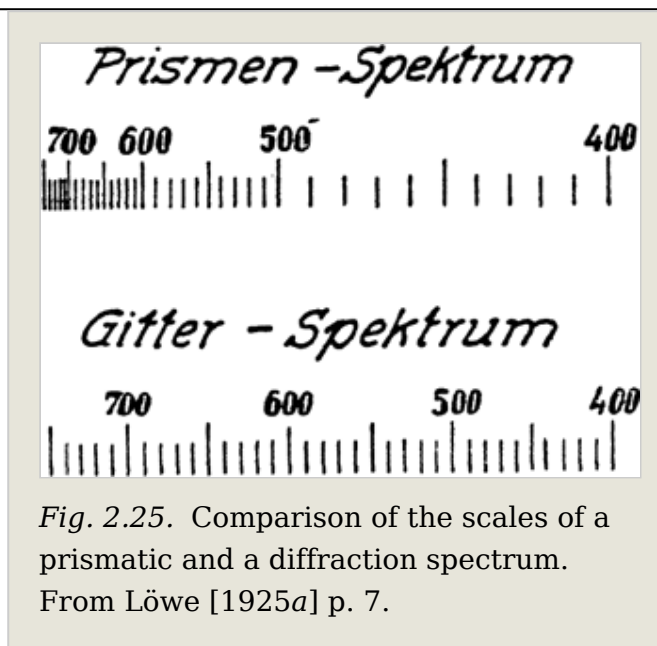 Prismen - Spektrum
700 600 500 400
Gitter - Spektrum
700 600 500 400
Fig. 2.25. Comparison of the scales of a
prismatic and a diffraction spectrum.
From Löwe [1925a] p. 7.